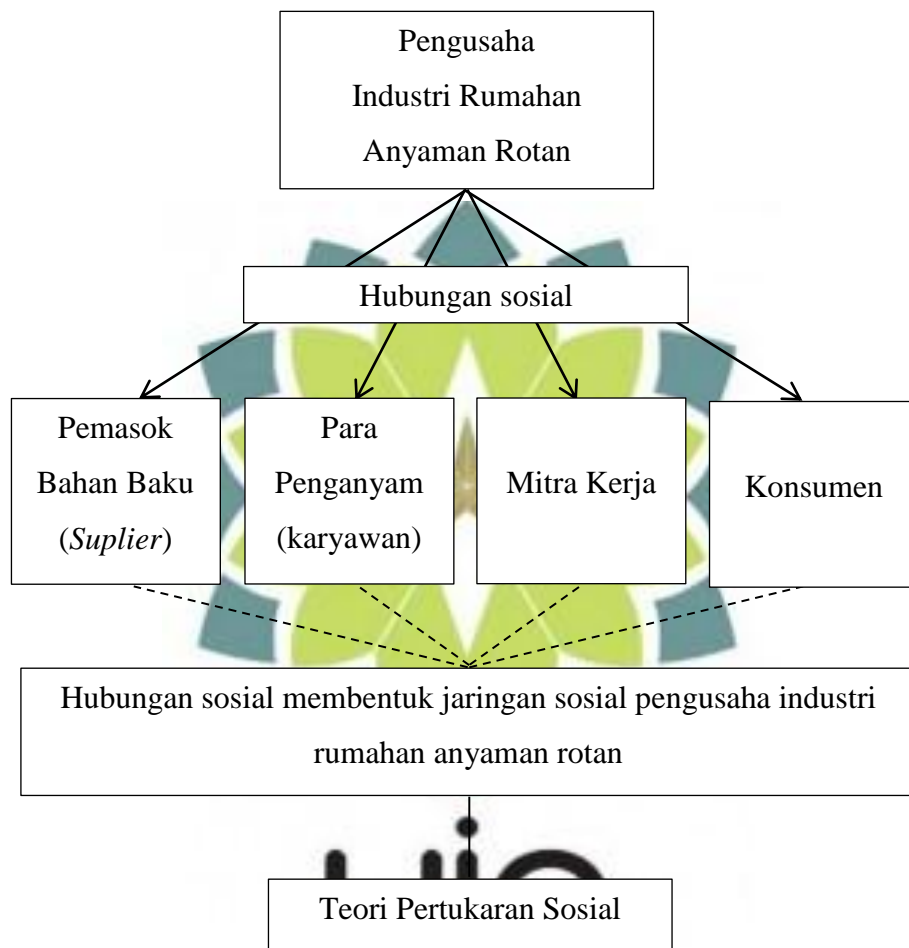 Pengusaha
Industri Rumahan
Anyaman Rotan
Hubungan sosial
Pemasok
Bahan Baku
(Suplier)
Para
Penganyam
(karyawan)
Mitra Kerja
Konsumen
Hubungan sosial membentuk jaringan sosial pengusaha industri
rumahan anyaman rotan
Teori Pertukaran Sosial